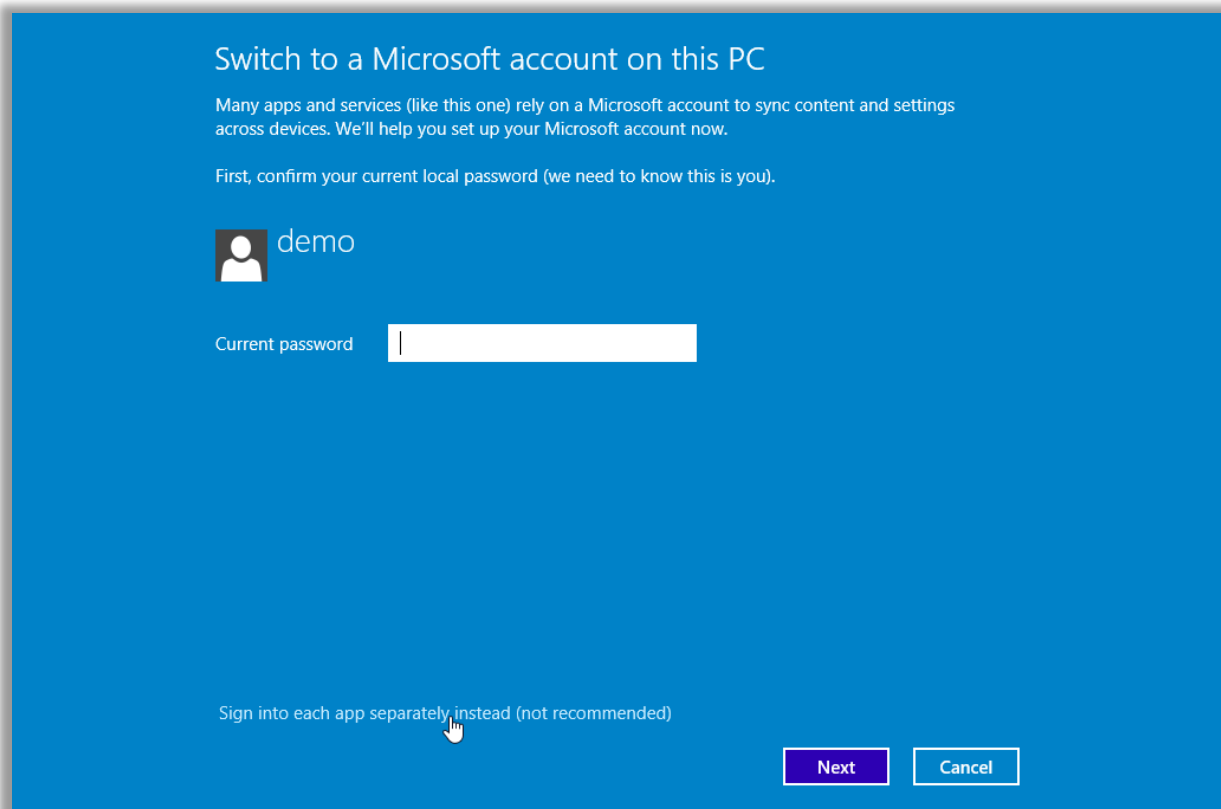 Switch to a Microsoft account on this PC
Many apps and services (like this one) rely on a Microsoft account to sync content and settings
across devices. We'll help you set up your Microsoft account now.
First, confirm your current local password (we need to know this is you).
demo
Current password
Sign into each app separately instead (not recommended)
Next Cancel